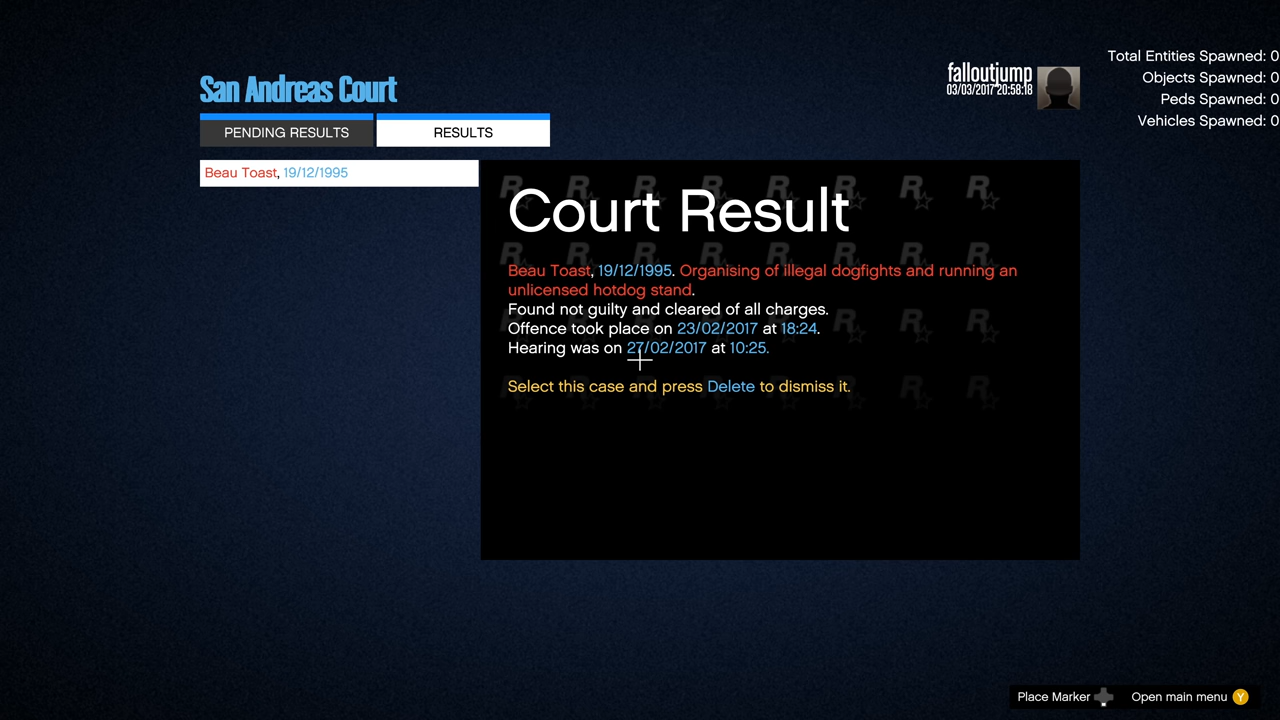 Total Entities Spawned: 0
San Andreas Court
falloutjump
03/03/2017 20:58:18
Objects Spawned: 0
Peds Spawned: 0
Vehicles Spawned: 0
PENDING RESULTS
RESULTS
Beau Toast, 19/12/1995
Court Result
Beau Toast, 19/12/1995. Organising of illegal dogfights and running an
unlicensed hotdog stand.
Found not guilty and cleared of all charges.
Offence took place on 23/02/2017 at 18:24.
Hearing was on 27/02/2017 at 10:25.
Select this case and press Delete to dismiss it.
Place Marker
Open main menu Y